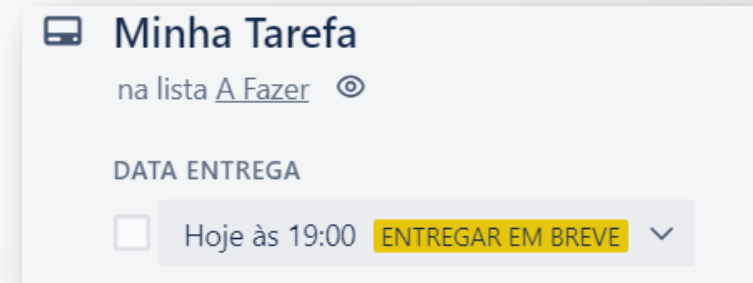 Minha Tarefa
na lista A Fazer
DATA ENTREGA
Hoje às 19:00 ENTREGAR EM BREVE